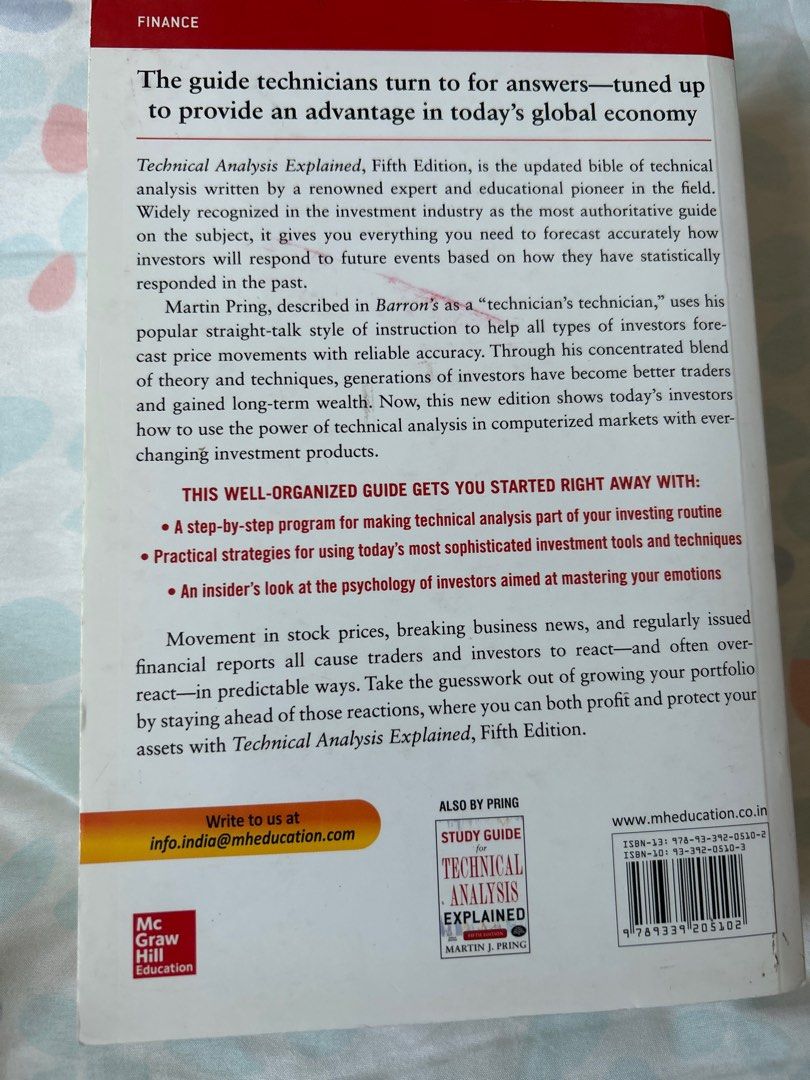 FINANCE
The guide technicians turn to for answers—tuned up
to provide an advantage in today's global economy
Technical Analysis Explained, Fifth Edition, is the updated bible of technical
analysis written by a renowned expert and educational pioneer in the field.
Widely recognized in the investment industry as the most authoritative guide
on the subject, it gives you everything you need to forecast accurately how
investors will respond to future events based on how they have statistically
responded in the past.
Martin Pring, described in Barron's as a "technician's technician," uses his
popular straight-talk style of instruction to help all types of investors fore-
cast price movements with reliable accuracy. Through his concentrated blend
of theory and techniques, generations of investors have become better traders
and gained long-term wealth. Now, this new edition shows today's investors
how to use the power of technical analysis in computerized markets with ever-
changing investment products.
THIS WELL-ORGANIZED GUIDE GETS YOU STARTED RIGHT AWAY WITH:
• A step-by-step program for making technical analysis part of your investing routine
• Practical strategies for using today's most sophisticated investment tools and techniques
• An insider's look at the psychology of investors aimed at mastering your emotions
Movement in stock prices, breaking business news, and regularly issued
financial reports all cause traders and investors to react—and often over-
react—in predictable ways. Take the guesswork out of growing your portfolio
by staying ahead of those reactions, where you can both profit and protect your
assets with Technical Analysis Explained, Fifth Edition.
Write to us at
info.india@mheducation.com
Mc
Graw
Hill
Education
ALSO BY PRING
STUDY GUIDE
for
TECHNICAL
ANALYSIS
EXPLAINED
FIFTH EDITION
MARTIN J. PRING
www.mheducation.co.in
ISBN-13: 978-93-392-0510-2
ISBN-10: 93-392-0510-3
9 789339 205102